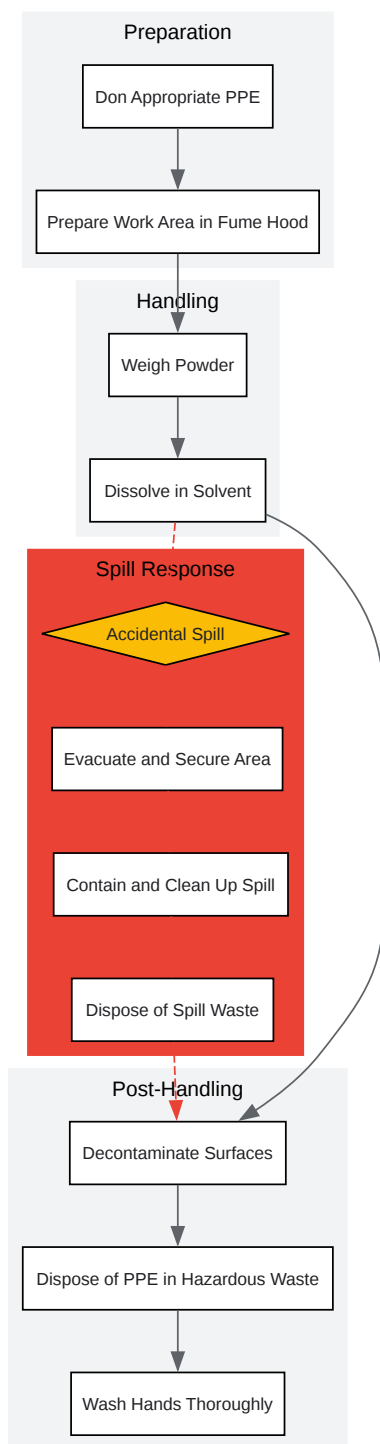 Preparation
Don Appropriate PPE
Prepare Work Area in Fume Hood
Handling
Weigh Powder
Dissolve in Solvent
Spill Response
Accidental Spill
Evacuate and Secure Area
Contain and Clean Up Spill
Dispose of Spill Waste
Post-Handling
Decontaminate Surfaces
Dispose of PPE in Hazardous Waste
Wash Hands Thoroughly